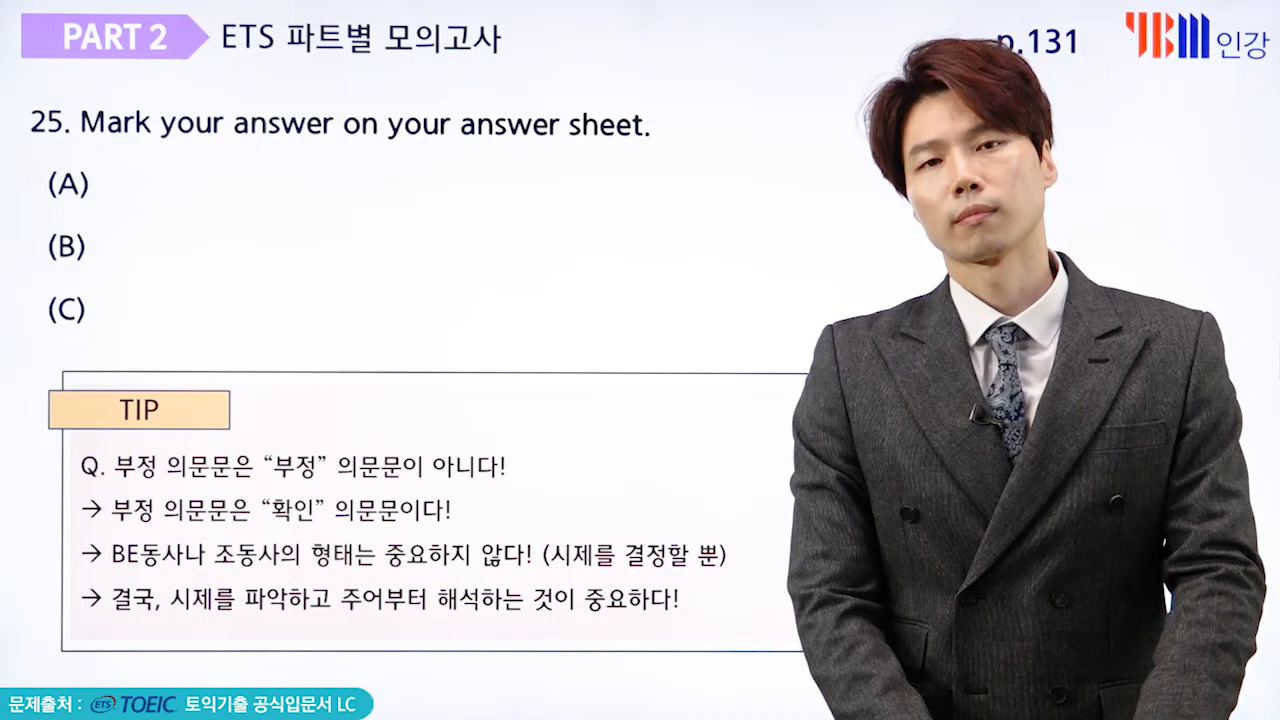 PART 2
ETS 파트별 모의고사
p.131
YBM 인강
25. Mark your answer on your answer sheet.
(A)
(B)
(C)
TIP
Q. 부정 의문문은 “부정” 의문문이 아니다!
→ 부정 의문문은 “확인” 의문문이다!
→ BE동사나 조동사의 형태는 중요하지 않다! (시제를 결정할 뿐)
→ 결국, 시제를 파악하고 주어부터 해석하는 것이 중요하다!
문제출처 : ETS TOEIC 토익기출 공식입문서 LC